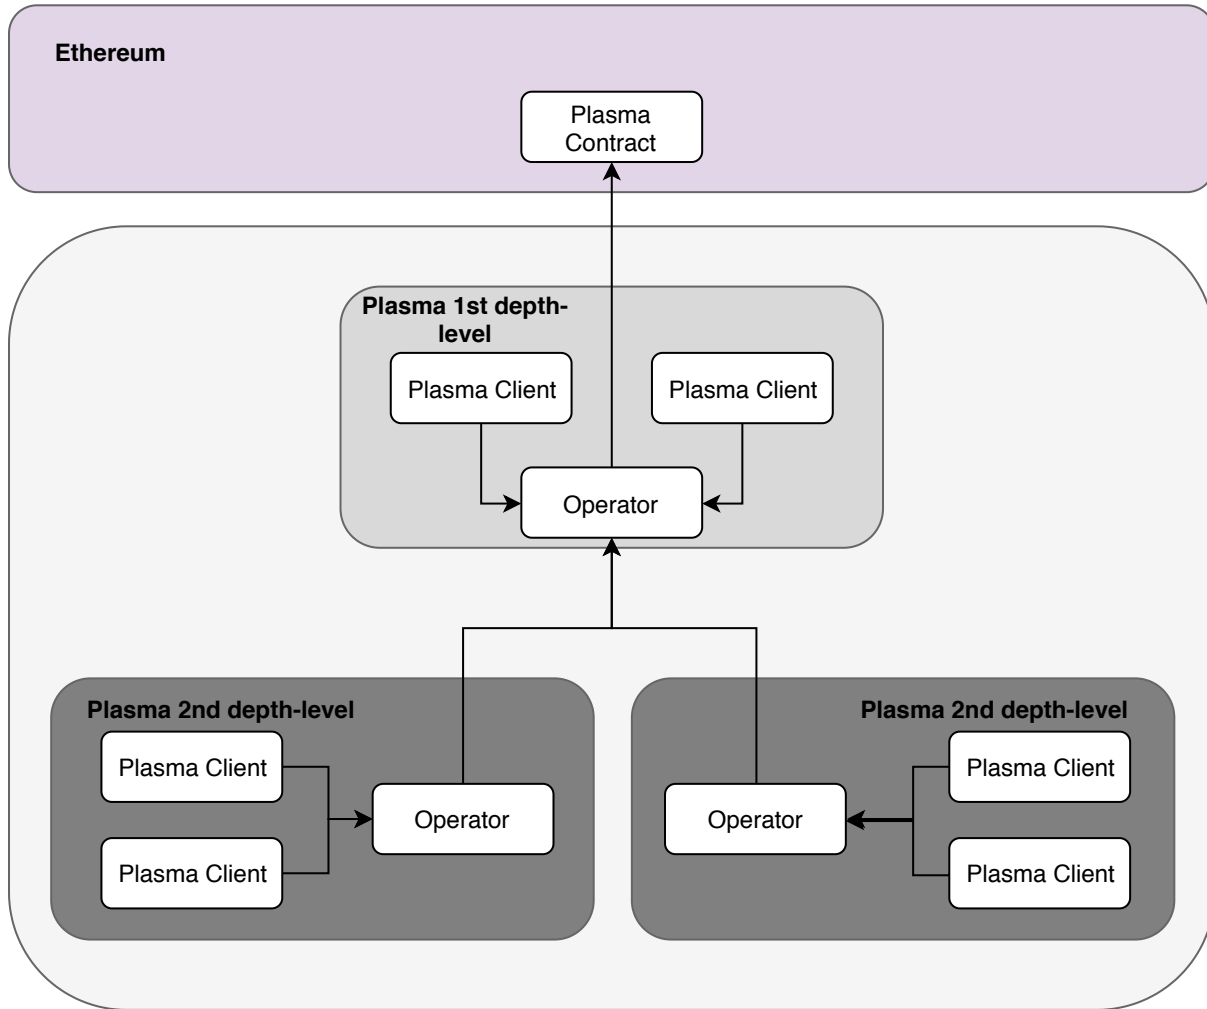 Ethereum
Plasma
Contract
Plasma 1st depth-
level
Plasma Client
Plasma Client
Operator
Plasma 2nd depth-level
Plasma Client
Plasma Client
Operator
Plasma 2nd depth-level
Operator
Plasma Client
Plasma Client